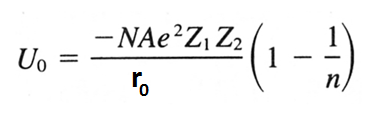 U₀ = −NAe²Z₁Z₂ / r₀ (1 − 1/n)